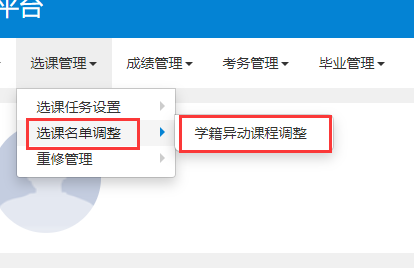 平台
选课管理 成绩管理 考务管理 毕业管理
选课任务设置
选课名单调整 学籍异动课程调整
重修管理